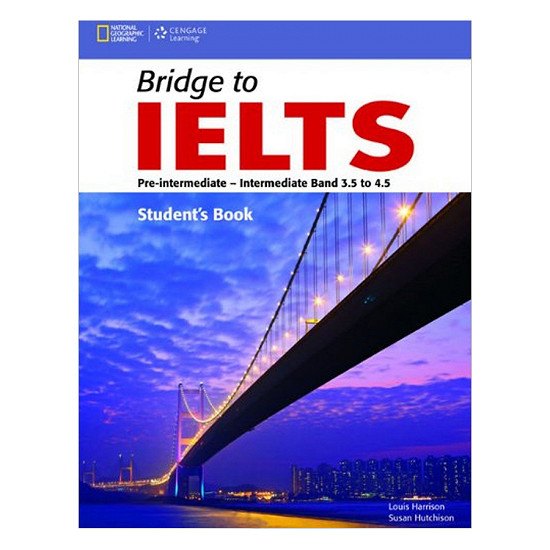 NATIONAL
GEOGRAPHIC
LEARNING
CENGAGE
Learning
Bridge to
IELTS
Pre-intermediate – Intermediate Band 3.5 to 4.5
Student's Book
Louis Harrison
Susan Hutchison